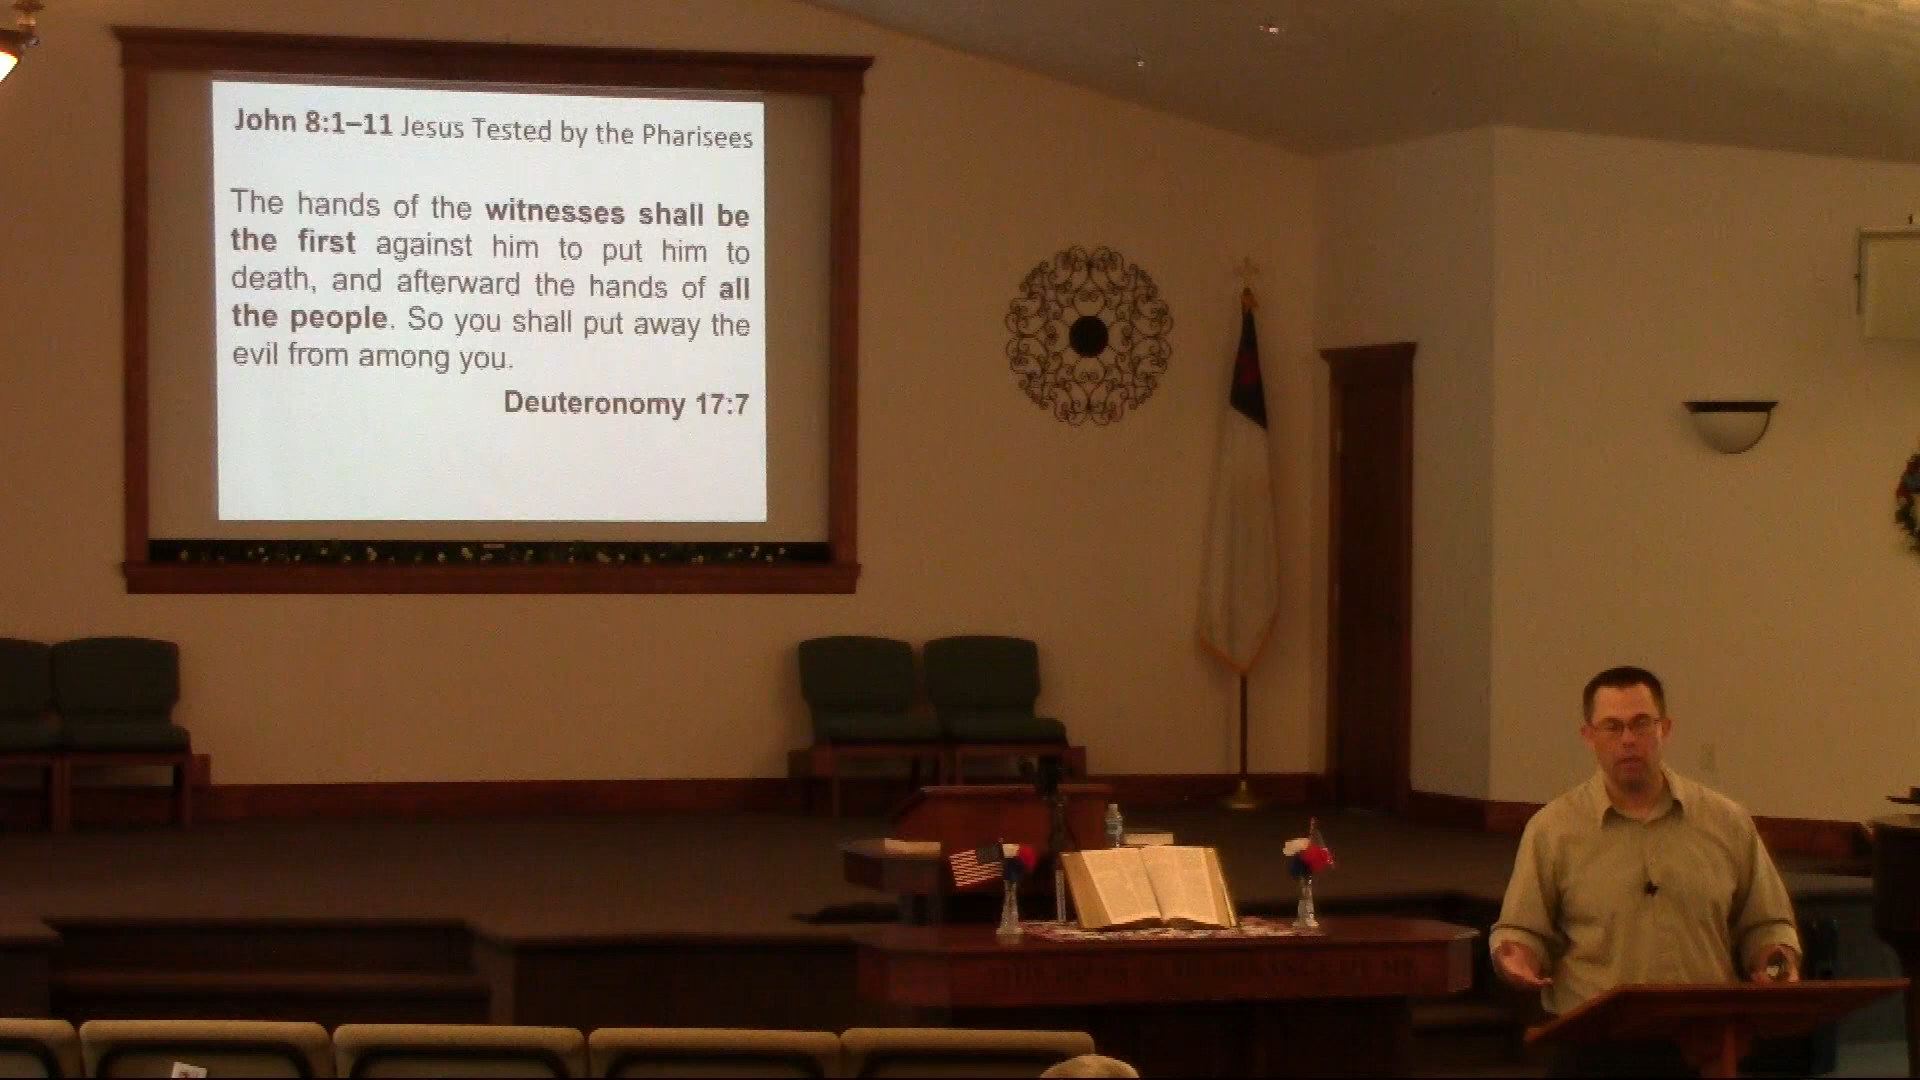 John 8:1–11 Jesus Tested by the Pharisees
The hands of the witnesses shall be
the first against him to put him to
death, and afterward the hands of all
the people. So you shall put away the
evil from among you.
Deuteronomy 17:7